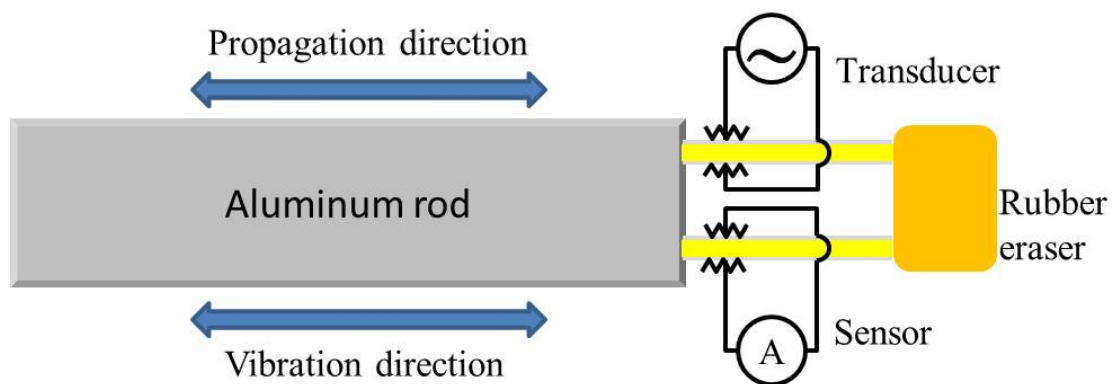 Propagation direction
Transducer
Aluminum rod
Rubber
eraser
Sensor
A
Vibration direction